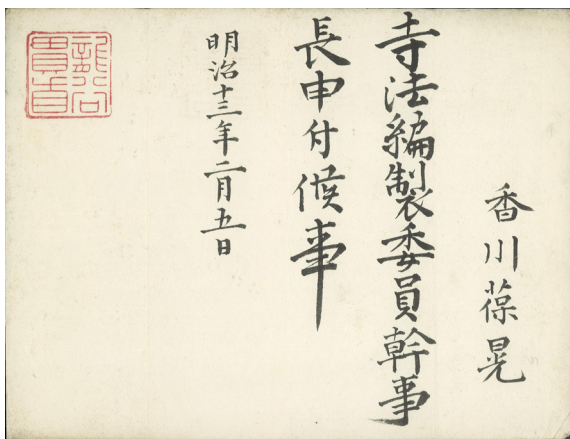 香川葆晃
寺法編製委員幹事
長申付候事
明治十三年二月五日